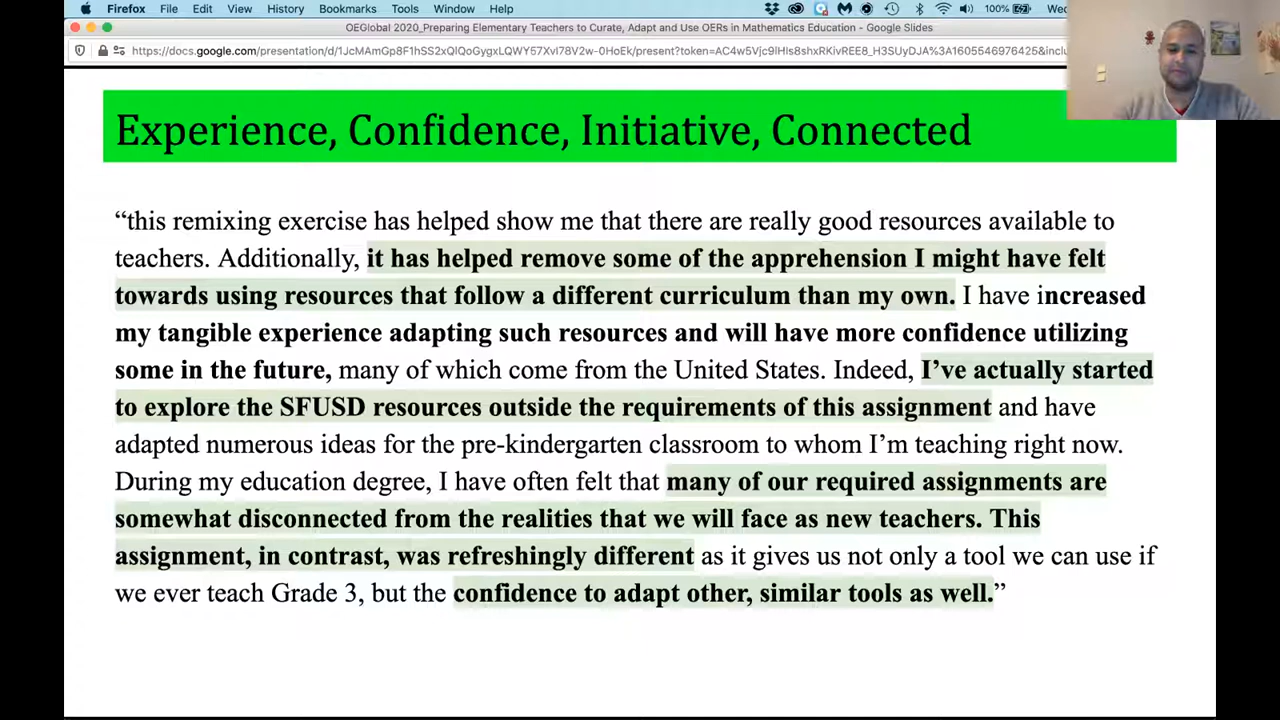 Firefox File Edit View History Bookmarks Tools Window Help 100% Wed
OEGlobal 2020_Preparing Elementary Teachers to Curate, Adapt and Use OERs in Mathematics Education - Google Slides
Experience, Confidence, Initiative, Connected
“this remixing exercise has helped show me that there are really good resources available to
teachers. Additionally, it has helped remove some of the apprehension I might have felt
towards using resources that follow a different curriculum than my own. I have increased
my tangible experience adapting such resources and will have more confidence utilizing
some in the future, many of which come from the United States. Indeed, I’ve actually started
to explore the SFUSD resources outside the requirements of this assignment and have
adapted numerous ideas for the pre-kindergarten classroom to whom I’m teaching right now.
During my education degree, I have often felt that many of our required assignments are
somewhat disconnected from the realities that we will face as new teachers. This
assignment, in contrast, was refreshingly different as it gives us not only a tool we can use if
we ever teach Grade 3, but the confidence to adapt other, similar tools as well.”